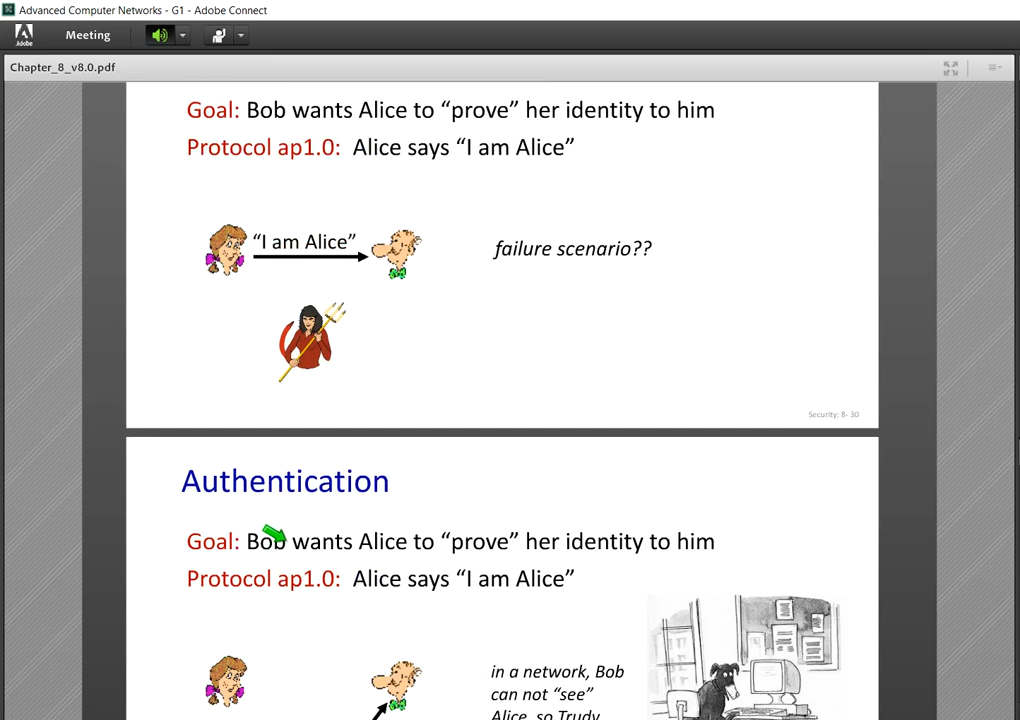 Advanced Computer Networks - G1 - Adobe Connect
Adobe
Meeting
Chapter_8_v8.0.pdf
Goal: Bob wants Alice to “prove” her identity to him
Protocol ap1.0: Alice says “I am Alice”
“I am Alice”
failure scenario??
Security: 8- 30
Authentication
Goal: Bob wants Alice to “prove” her identity to him
Protocol ap1.0: Alice says “I am Alice”
in a network, Bob
can not “see”
Alice, so Trudy